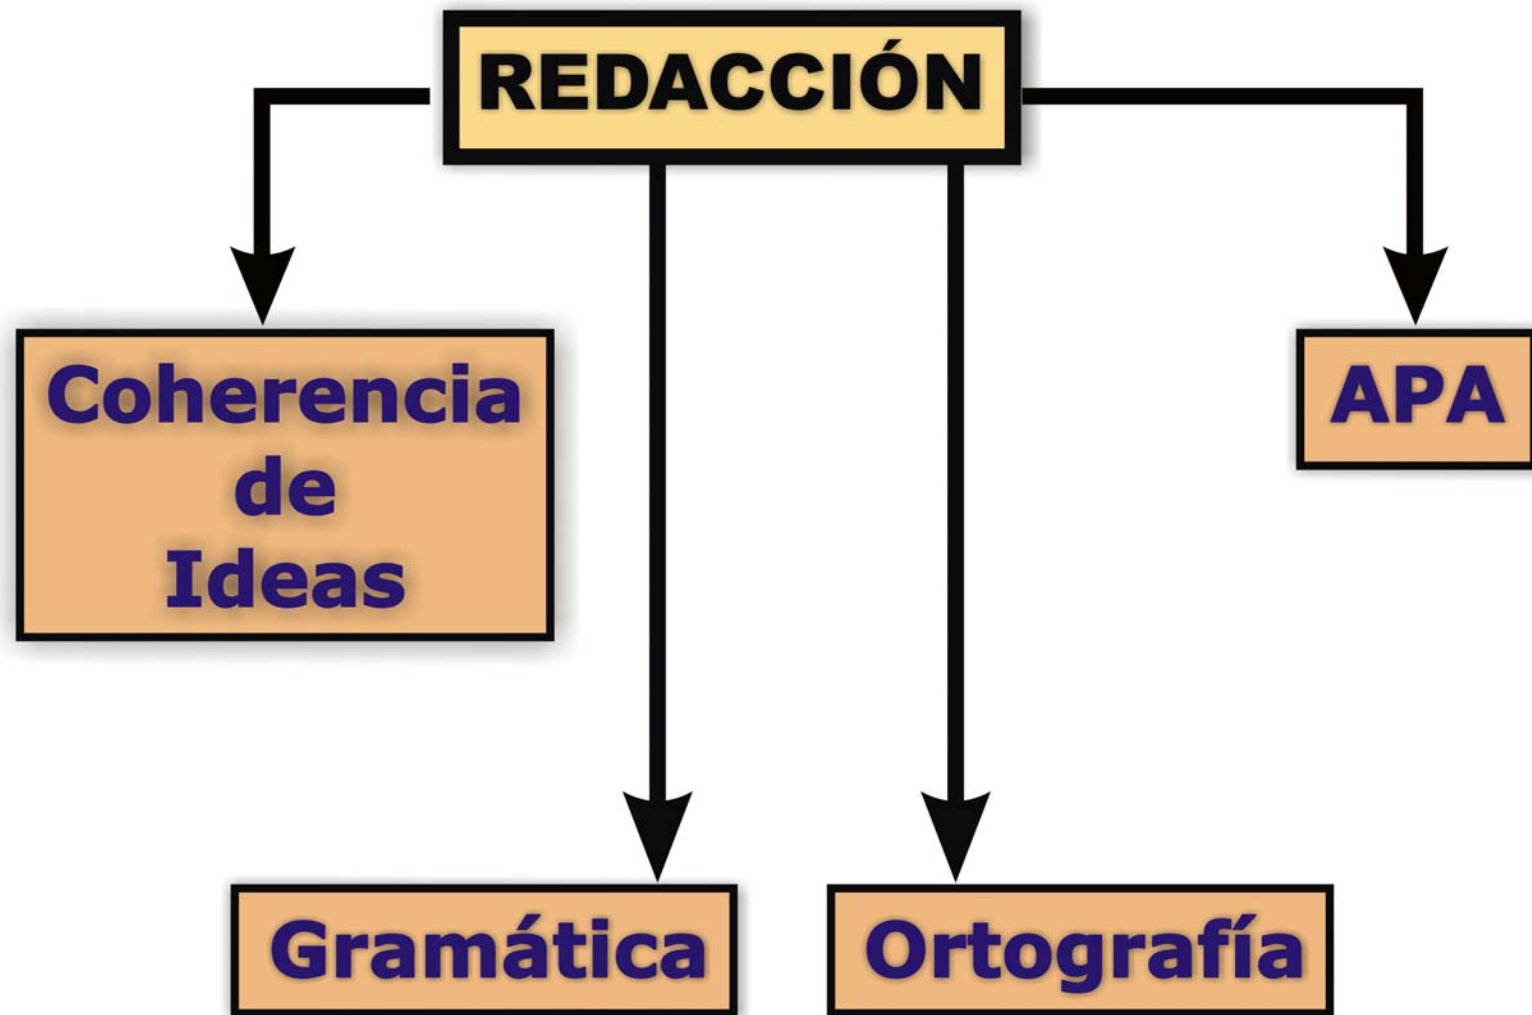 REDACCIÓN
Coherencia
de
Ideas
APA
Gramática
Ortografía